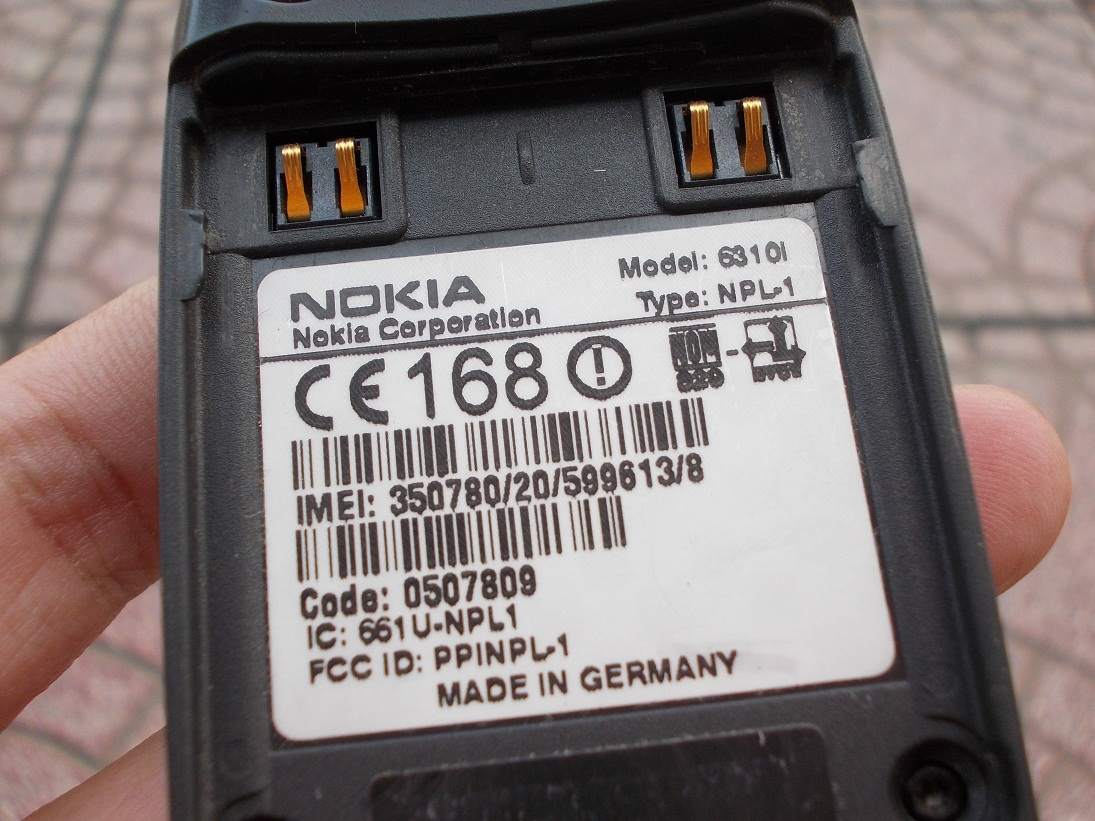 NOKIA
Model: 6310i
Nokia Corporation
Type: NPL-1
CE168
NOM
IMEI: 350780/20/599613/8
Code: 0507809
IC: 661U-NPL1
FCC ID: PPINPL-1
MADE IN GERMANY